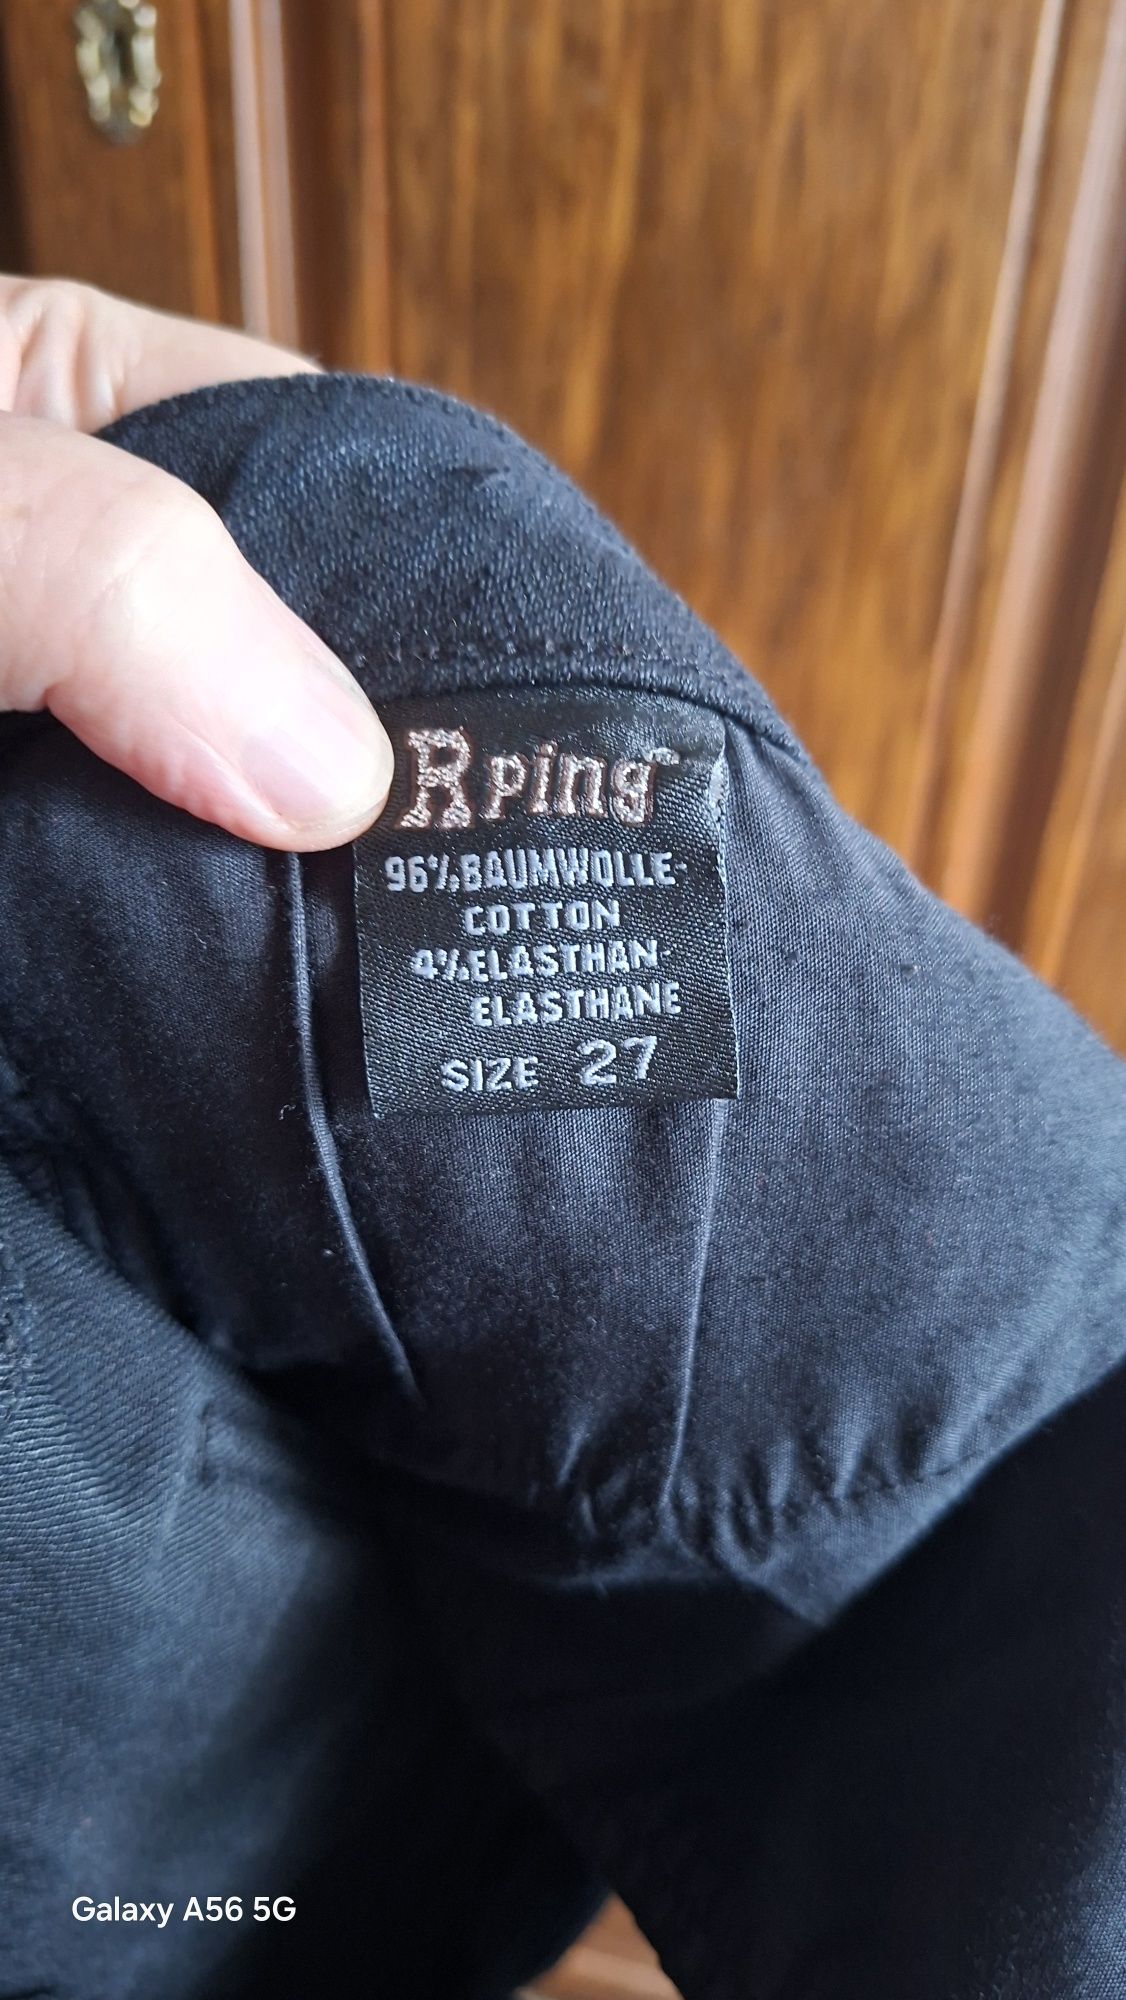 Rping
96%BAUMWOLLE-
COTTON
4%ELASTHAN-
ELASTHANE
SIZE 27
Galaxy A56 5G